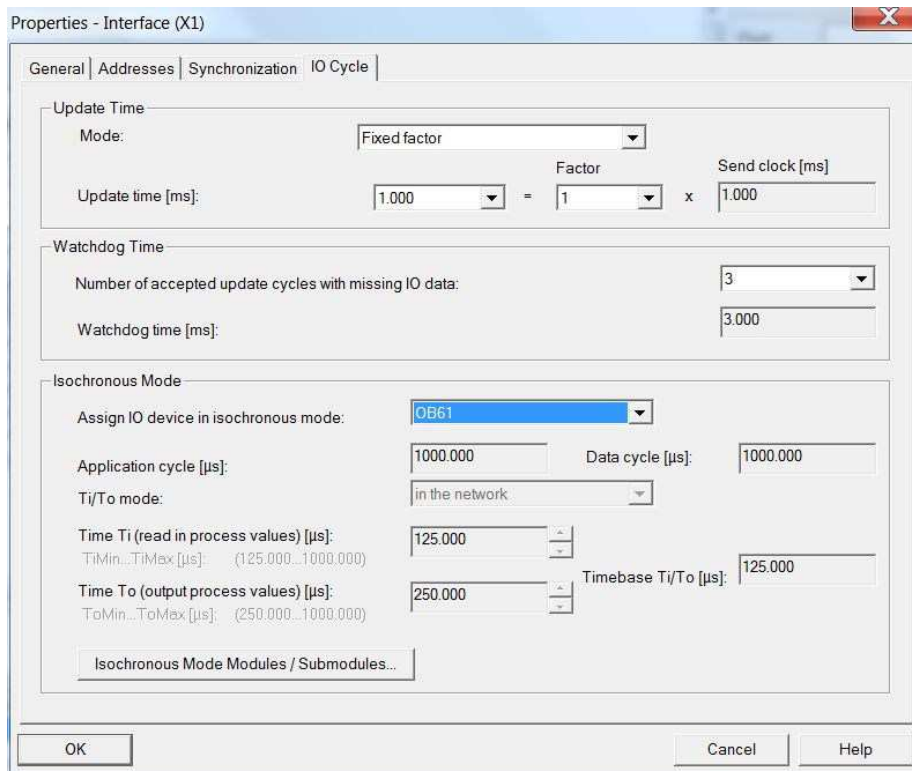 Properties - Interface (X1)
General Addresses Synchronization IO Cycle
Update Time
Mode: Fixed factor
Factor Send clock [ms]
Update time [ms]: 1.000 = 1 x 1.000
Watchdog Time
Number of accepted update cycles with missing IO data: 3
Watchdog time [ms]: 3.000
Isochronous Mode
Assign IO device in isochronous mode: OB61
Application cycle [µs]: 1000.000 Data cycle [µs]: 1000.000
Ti/To mode: in the network
Time Ti (read in process values) [µs]: 125.000
TiMin...TiMax [µs]: (125.000...1000.000)
Timebase Ti/To [µs]: 125.000
Time To (output process values) [µs]: 250.000
ToMin...ToMax [µs]: (250.000...1000.000)
Isochronous Mode Modules / Submodules...
OK Cancel Help